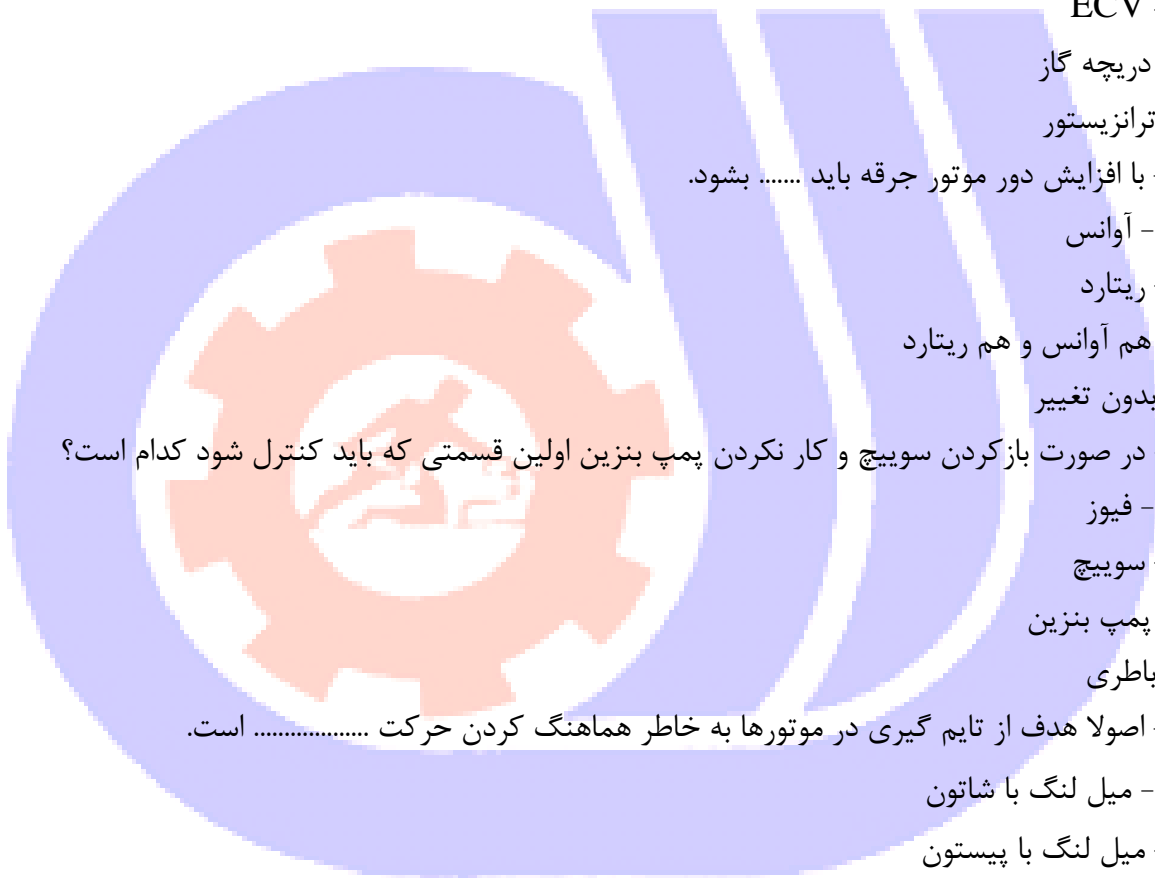 ECV -
دریچه گاز
ترانزیستور
- با افزایش دور موتور جرقه باید ....... بشود.
- آوانس
- ریتارد
هم آوانس و هم ریتارد
بدون تغییر
در صورت بازکردن سوییچ و کار نکردن پمپ بنزین اولین قسمتی که باید کنترل شود کدام است؟
- فیوز
- سوییچ
پمپ بنزین
باطری
- اصولا هدف از تایم گیری در موتورها به خاطر هماهنگ کردن حرکت ................... است.
- میل لنگ با شاتون
- میل لنگ با پیستون